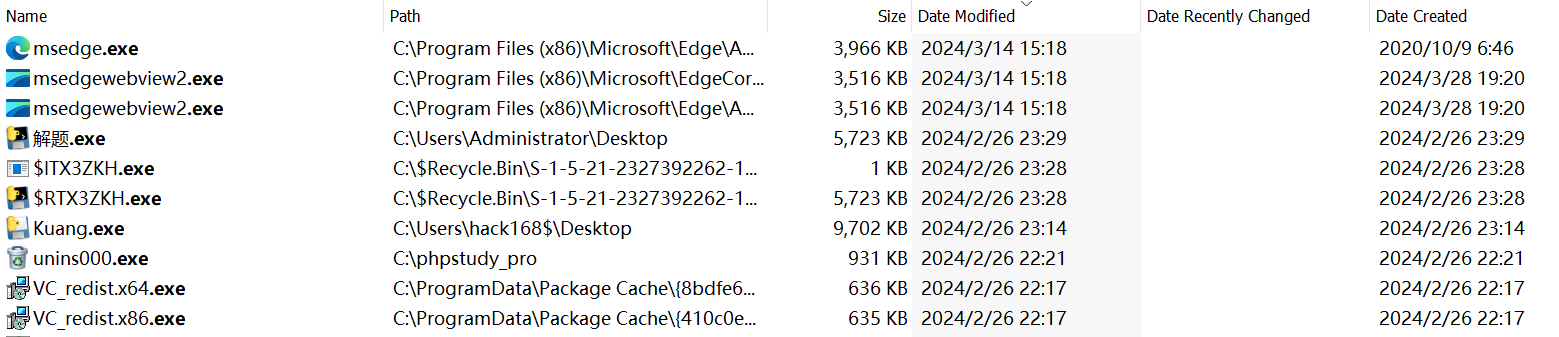 Name Path Size Date Modified Date Recently Changed Date Created
msedge.exe C:\Program Files (x86)\Microsoft\Edge\A... 3,966 KB 2024/3/14 15:18 2020/10/9 6:46
msedgewebview2.exe C:\Program Files (x86)\Microsoft\EdgeCor... 3,516 KB 2024/3/14 15:18 2024/3/28 19:20
msedgewebview2.exe C:\Program Files (x86)\Microsoft\Edge\A... 3,516 KB 2024/3/14 15:18 2024/3/28 19:20
解题.exe C:\Users\Administrator\Desktop 5,723 KB 2024/2/26 23:29 2024/2/26 23:29
$ITX3ZKH.exe C:\$Recycle.Bin\S-1-5-21-2327392262-1... 1 KB 2024/2/26 23:28 2024/2/26 23:28
$RTX3ZKH.exe C:\$Recycle.Bin\S-1-5-21-2327392262-1... 5,723 KB 2024/2/26 23:28 2024/2/26 23:28
Kuang.exe C:\Users\hack168$\Desktop 9,702 KB 2024/2/26 23:14 2024/2/26 23:14
unins000.exe C:\phpstudy_pro 931 KB 2024/2/26 22:21 2024/2/26 22:21
VC_redist.x64.exe C:\ProgramData\Package Cache\{8bdfe6... 636 KB 2024/2/26 22:17 2024/2/26 22:17
VC_redist.x86.exe C:\ProgramData\Package Cache\{410c0e... 635 KB 2024/2/26 22:17 2024/2/26 22:17